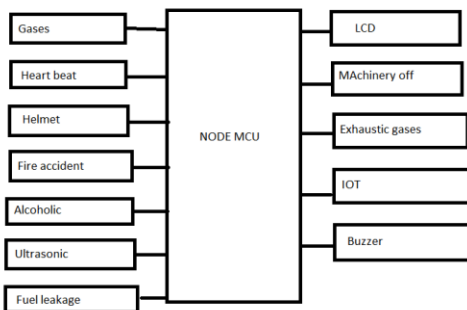 Gases
Heart beat
Helmet
Fire accident
Alcoholic
Ultrasonic
Fuel leakage
NODE MCU
LCD
MAchinery off
Exhaustic gases
IOT
Buzzer